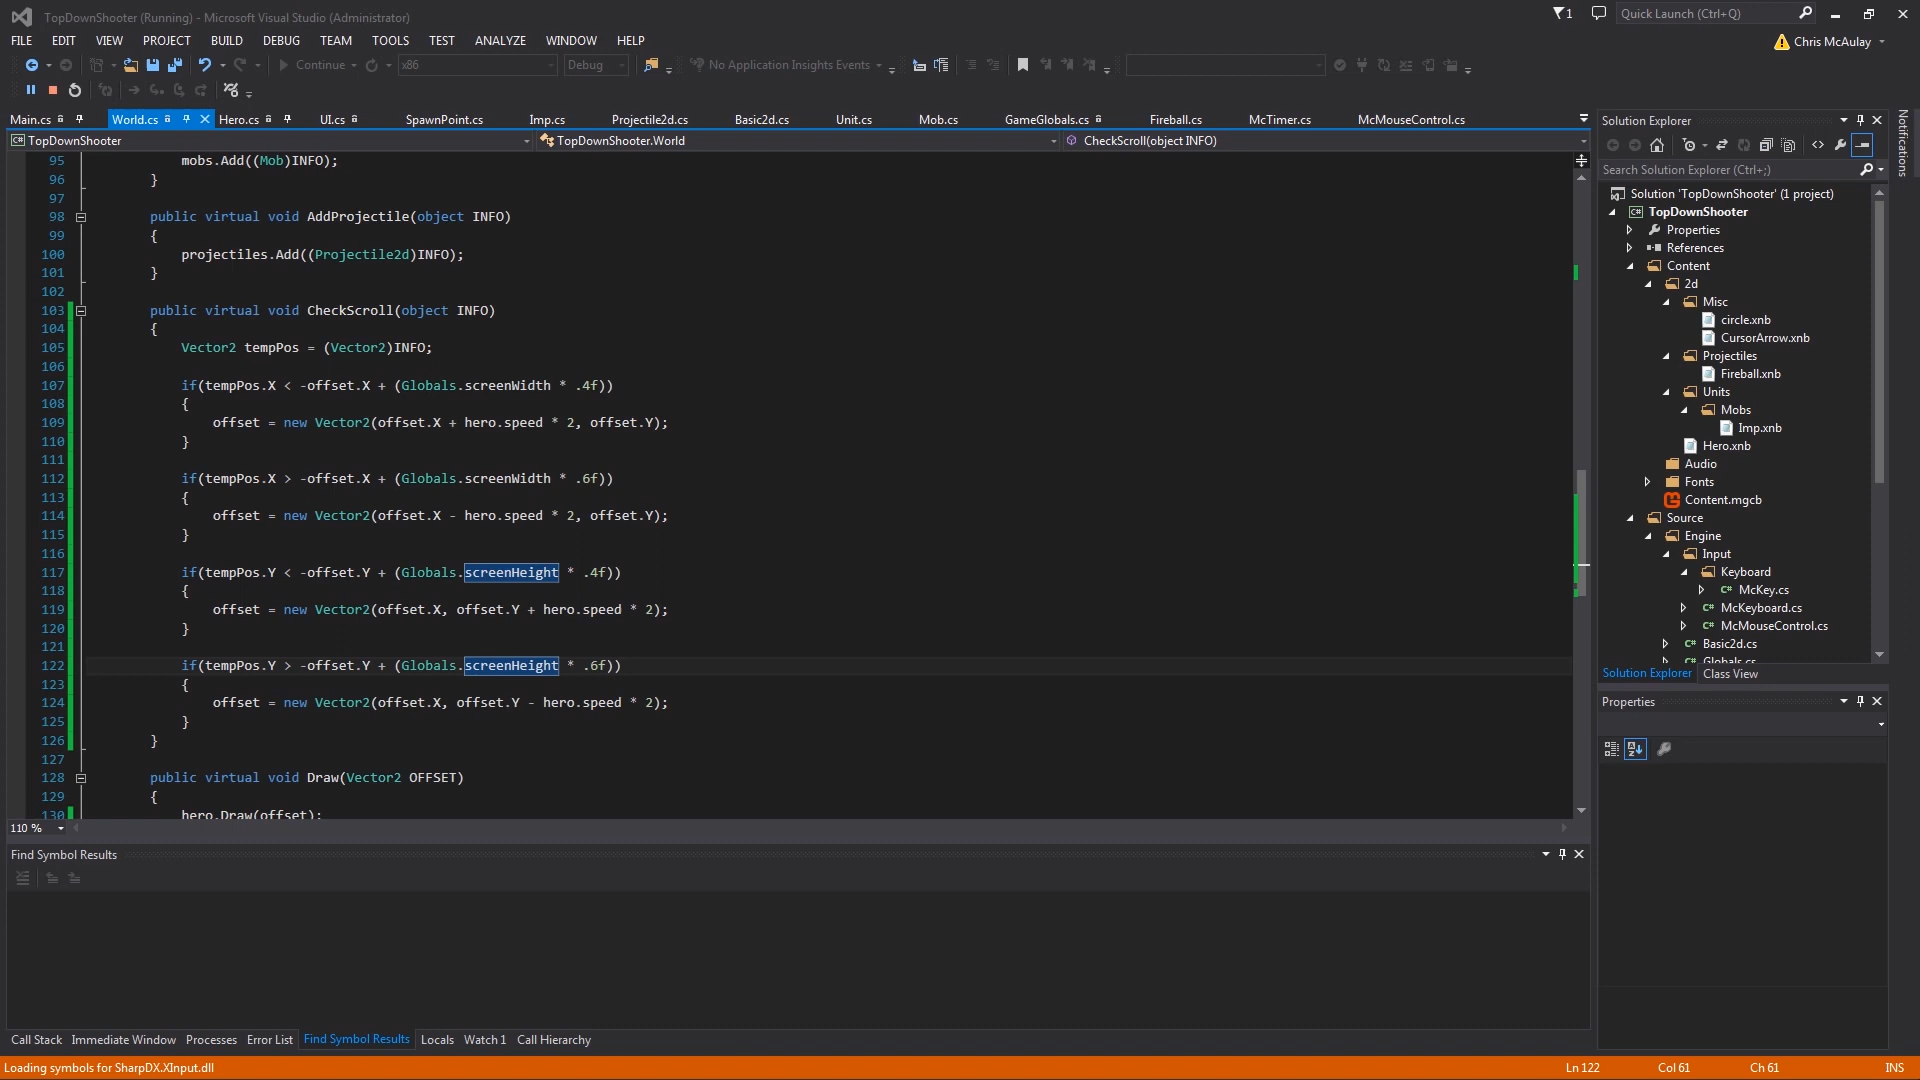 TopDownShooter (Running) - Microsoft Visual Studio (Administrator)
1
Quick Launch (Ctrl+Q)
FILE EDIT VIEW PROJECT BUILD DEBUG TEAM TOOLS TEST ANALYZE WINDOW HELP
Chris McAulay
Continue x86 Debug No Application Insights Events
Main.cs World.cs Hero.cs UI.cs SpawnPoint.cs Imp.cs Projectile2d.cs Basic2d.cs Unit.cs Mob.cs GameGlobals.cs Fireball.cs McTimer.cs McMouseControl.cs
TopDownShooter TopDownShooter.World CheckScroll(object INFO)
95 mobs.Add((Mob)INFO);
96 }
97
98 public virtual void AddProjectile(object INFO)
99 {
100 projectiles.Add((Projectile2d)INFO);
101 }
102
103 public virtual void CheckScroll(object INFO)
104 {
105 Vector2 tempPos = (Vector2)INFO;
106
107 if(tempPos.X < -offset.X + (Globals.screenWidth * .4f))
108 {
109 offset = new Vector2(offset.X + hero.speed * 2, offset.Y);
110 }
111
112 if(tempPos.X > -offset.X + (Globals.screenWidth * .6f))
113 {
114 offset = new Vector2(offset.X - hero.speed * 2, offset.Y);
115 }
116
117 if(tempPos.Y < -offset.Y + (Globals.screenHeight * .4f))
118 {
119 offset = new Vector2(offset.X, offset.Y + hero.speed * 2);
120 }
121
122 if(tempPos.Y > -offset.Y + (Globals.screenHeight * .6f))
123 {
124 offset = new Vector2(offset.X, offset.Y - hero.speed * 2);
125 }
126 }
127
128 public virtual void Draw(Vector2 OFFSET)
129 {
130 hero.Draw(offset);
110 %
Find Symbol Results
Call Stack Immediate Window Processes Error List Find Symbol Results Locals Watch 1 Call Hierarchy
Solution Explorer
Search Solution Explorer (Ctrl+;)
Solution 'TopDownShooter' (1 project)
TopDownShooter
Properties
References
Content
2d
Misc
circle.xnb
CursorArrow.xnb
Projectiles
Fireball.xnb
Units
Mobs
Imp.xnb
Hero.xnb
Audio
Fonts
Content.mgcb
Source
Engine
Input
Keyboard
McKey.cs
McKeyboard.cs
McMouseControl.cs
Basic2d.cs
Globals.cs
Solution Explorer Class View
Properties
Notifications
Loading symbols for SharpDX.XInput.dll Ln 122 Col 61 Ch 61 INS